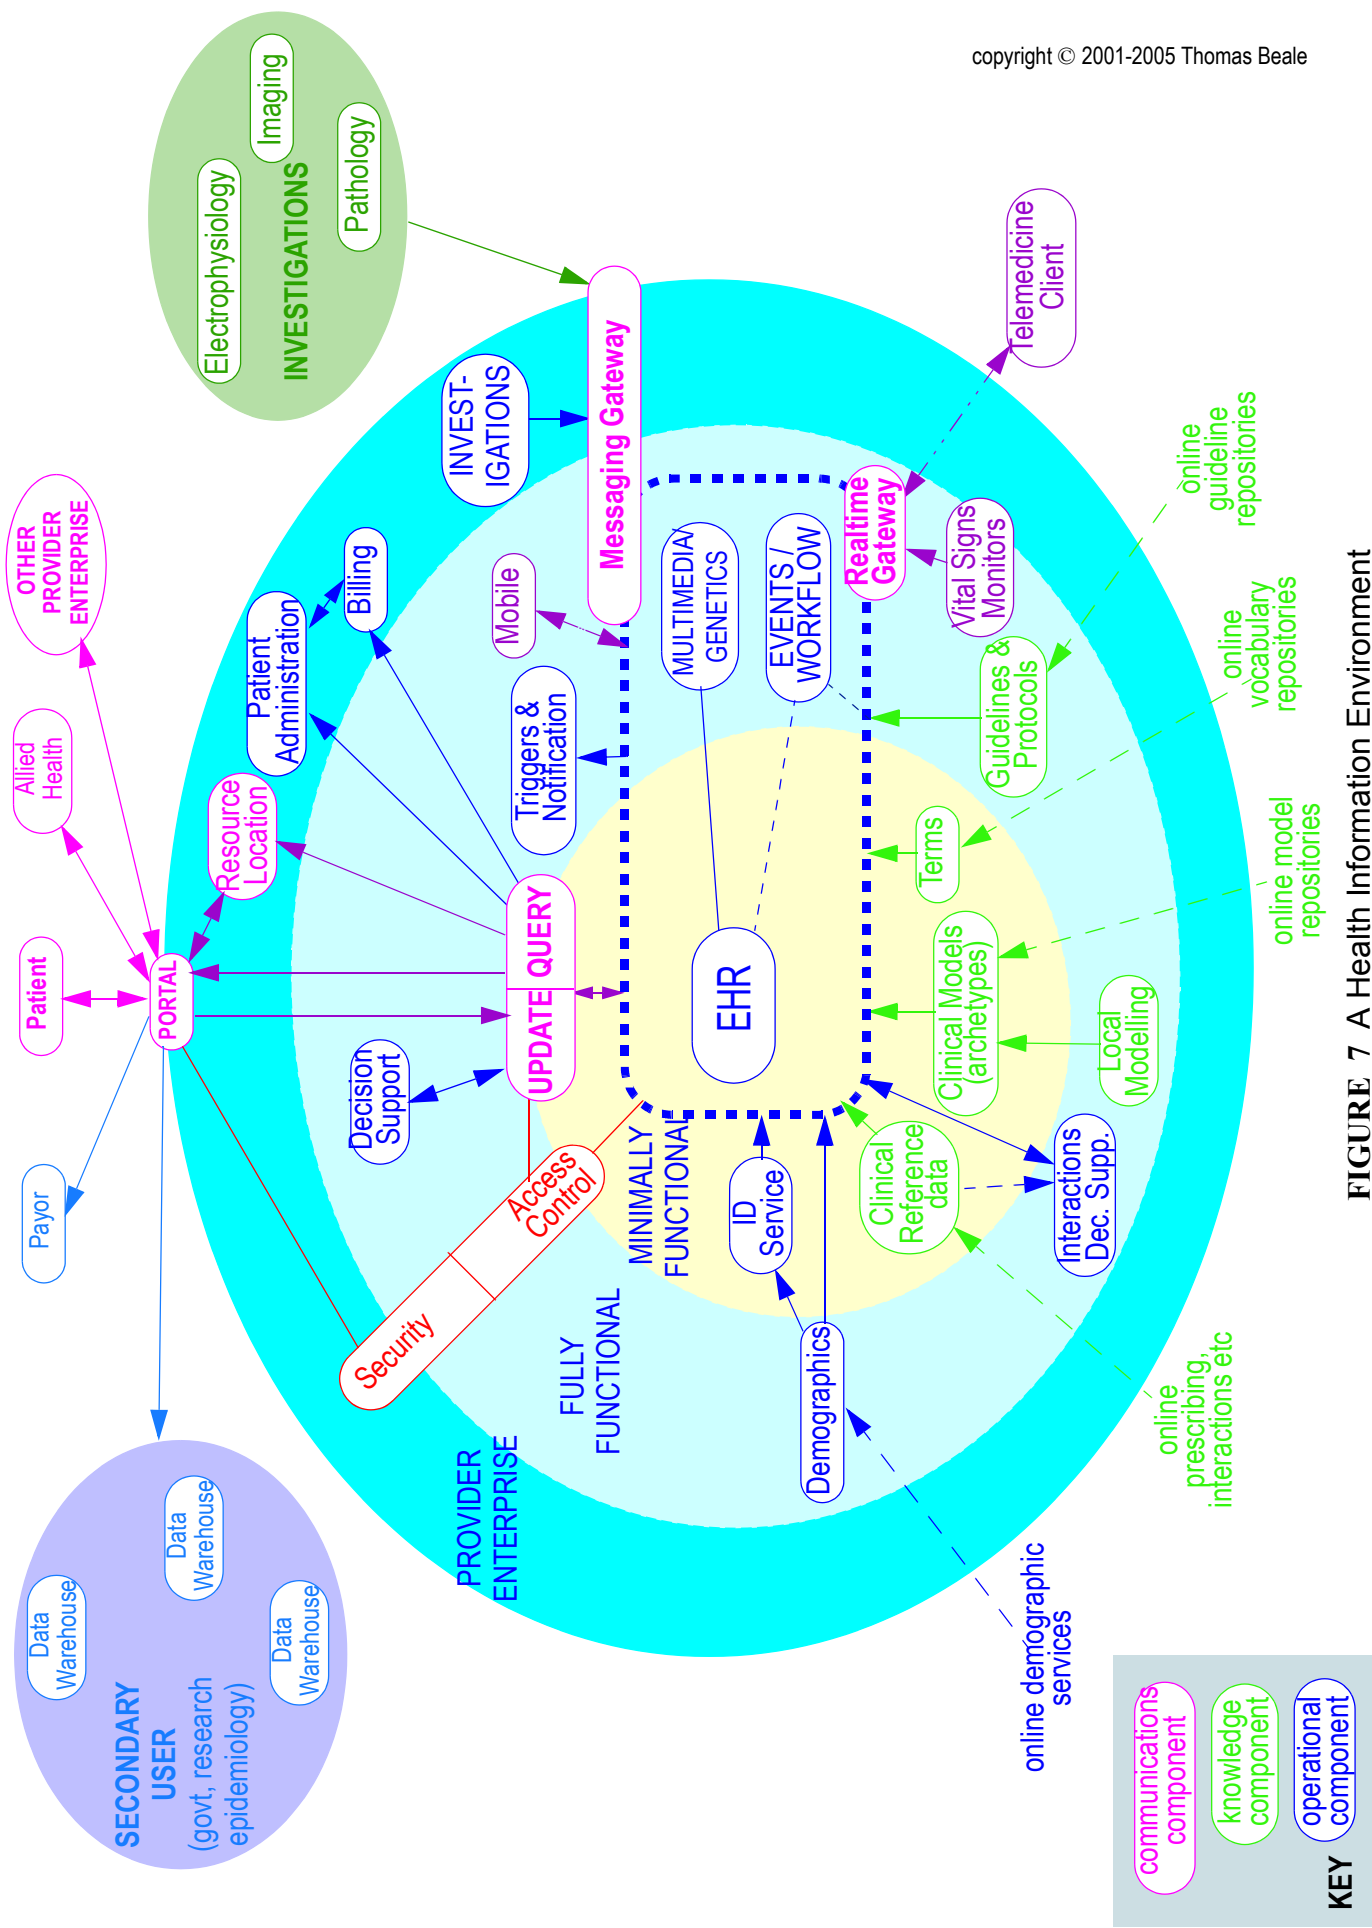 copyright © 2001-2005 Thomas Beale
SECONDARY
USER
(govt, research
epidemiology)
Data
Warehouse
Data
Warehouse
Data
Warehouse
Payor
Patient
Allied
Health
OTHER
PROVIDER
ENTERPRISE
PORTAL
Electrophysiology
Imaging
INVESTIGATIONS
Pathology
Resource
Location
Patient
Administration
Billing
INVEST-
IGATIONS
PROVIDER
ENTERPRISE
Security
Access
Control
Decision
Support
UPDATE
QUERY
Triggers &
Notification
Mobile
Messaging Gateway
FULLY
FUNCTIONAL
MINIMALLY
FUNCTIONAL
EHR
MULTIMEDIA/
GENETICS
EVENTS /
WORKFLOW
ID
Service
Demographics
Realtime
Gateway
Vital Signs
Monitors
Telemedicine
Client
Clinical
Reference
data
Clinical Models
(archetypes)
Terms
Guidelines &
Protocols
Interactions
Dec. Supp.
Local
Modelling
online demographic
services
online
prescribing,
interactions etc
online model
repositories
online
vocabulary
repositories
online
guideline
repositories
KEY
communications
component
knowledge
component
operational
component
FIGURE 7 A Health Information Environment